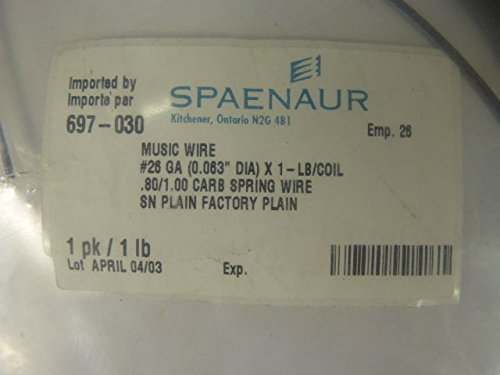 Imported by
Importe par
SPAENAUR
697-030
Kitchener, Ontario N2G 4B1
Emp. 26
MUSIC WIRE
#26 GA (0.063" DIA) X 1-LB/COIL
.80/1.00 CARB SPRING WIRE
SN PLAIN FACTORY PLAIN
1 pk / 1 lb
Lot APRIL 04/03
Exp.